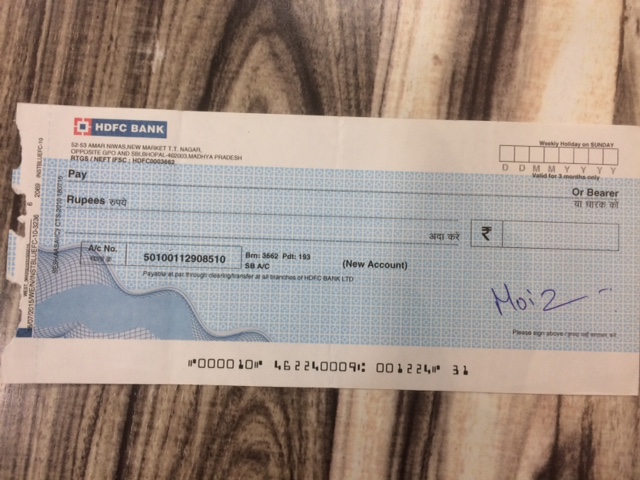 HDFC BANK
52-53 AMAR NIWAS, NEW MARKET T.T. NAGAR,
OPPOSITE GPO AND SBI, BHOPAL-462003, MADHYA PRADESH
RTGS / NEFT IFSC : HDFC0003662
Weekly Holiday on SUNDAY
D D M M Y Y Y Y
Valid for 3 months only
Pay
Or Bearer
या धारक को
Rupees रुपये
अदा करें
₹
A/c No.
50100112908510
Brn: 3662 Pdt: 193
SB A/C
(New Account)
Payable at par through clearing/transfer at all branches of HDFC BANK LTD
Moiz
Please sign above /
⑈000010⑈ 462240009⑆ 001224⑈ 31